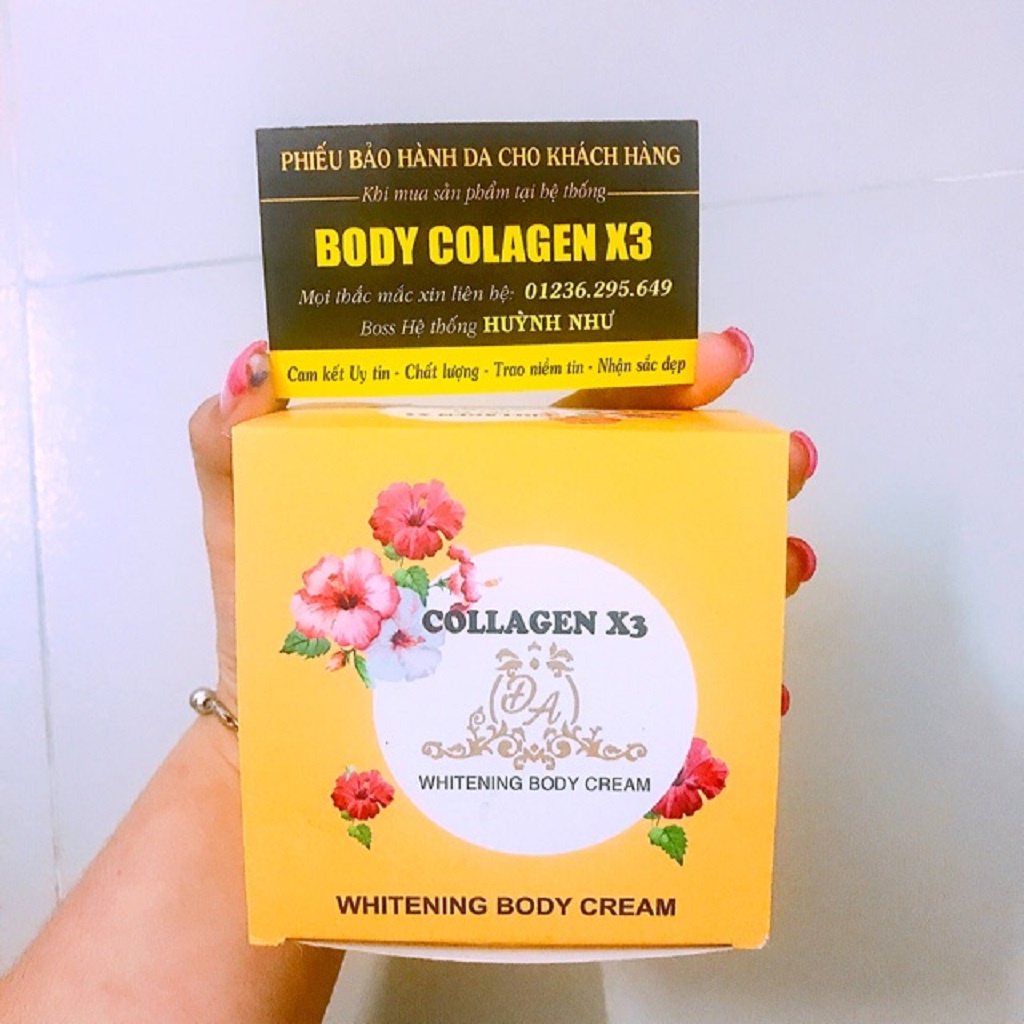 PHIẾU BẢO HÀNH DA CHO KHÁCH HÀNG
Khi mua sản phẩm tại hệ thống
BODY COLAGEN X3
Mọi thắc mắc xin liên hệ: 01236.295.649
Boss Hệ thống HUỲNH NHƯ
Cam kết Uy tin - Chất lượng - Trao niềm tin - Nhận sắc đẹp
COLLAGEN X3
ĐA
WHITENING BODY CREAM
WHITENING BODY CREAM